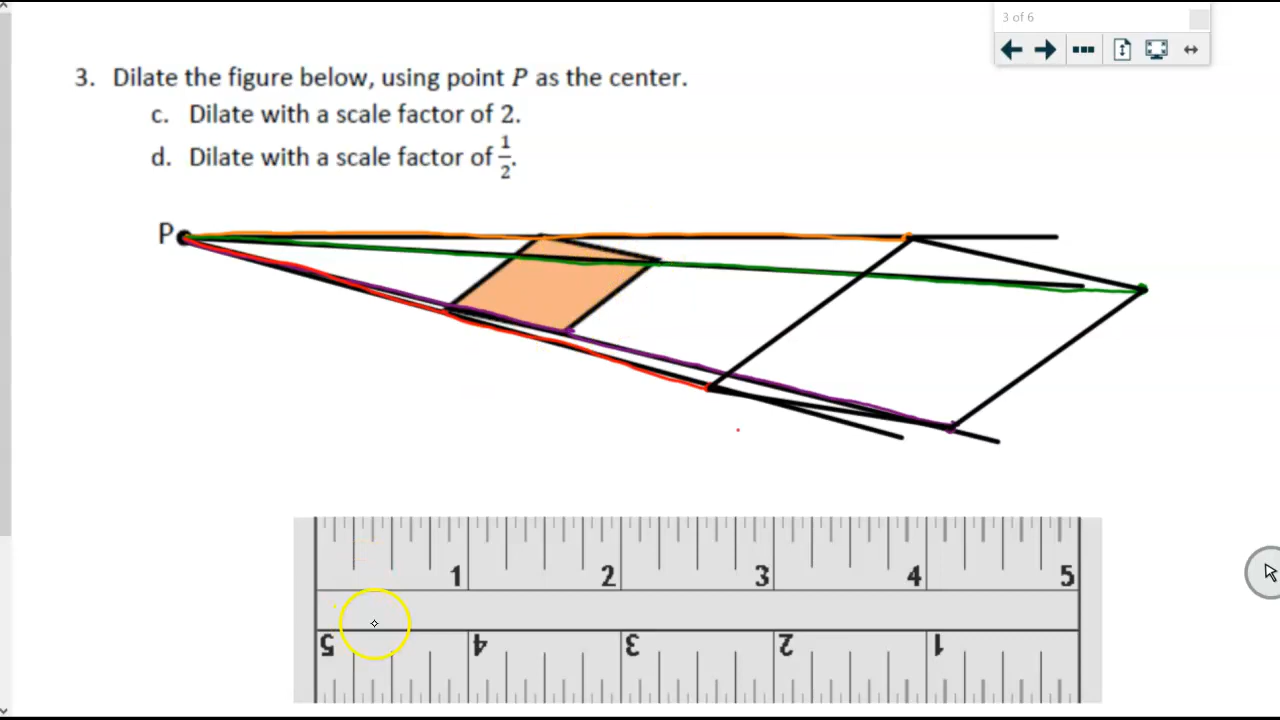 3 of 6
3. Dilate the figure below, using point P as the center.
c. Dilate with a scale factor of 2.
d. Dilate with a scale factor of 1/2.
P
1 2 3 4 5
5 4 3 2 1